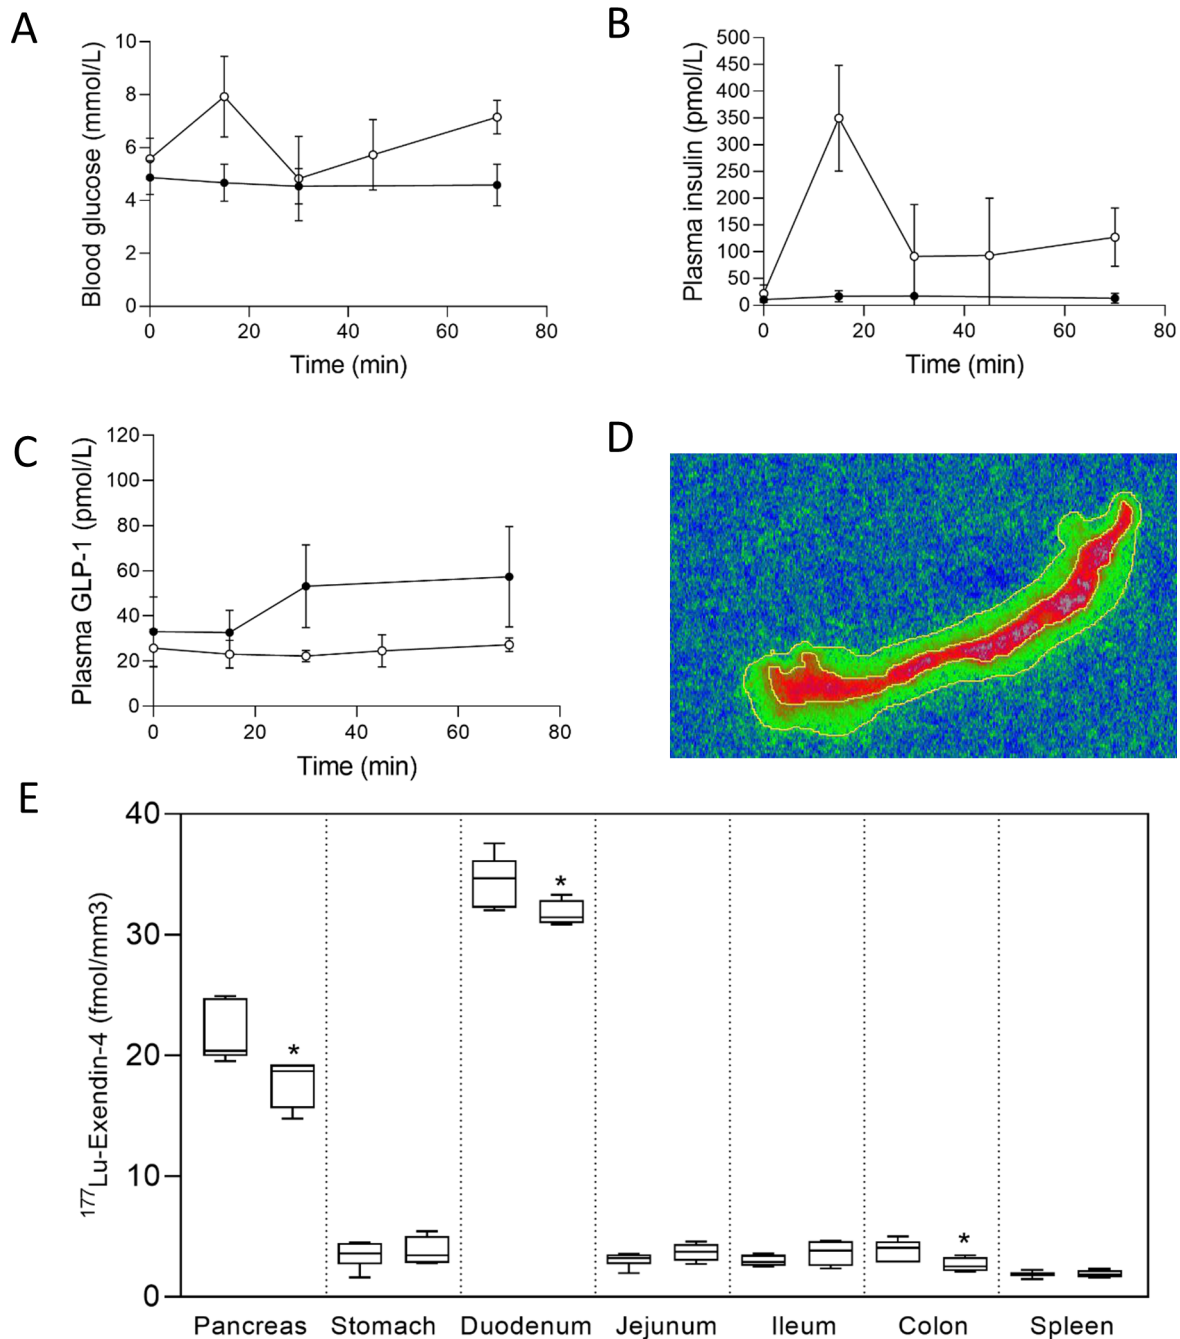 A
Blood glucose (mmol/L)
10
8
6
4
2
0
0 20 40 60 80
Time (min)
B
Plasma insulin (pmol/L)
500
450
400
350
300
250
200
150
100
50
0
0 20 40 60 80
Time (min)
C
Plasma GLP-1 (pmol/L)
120
100
80
60
40
20
0
0 20 40 60 80
Time (min)
D
E
177Lu-Exendin-4 (fmol/mm3)
40
30
20
10
0
* * *
Pancreas Stomach Duodenum Jejunum Ileum Colon Spleen